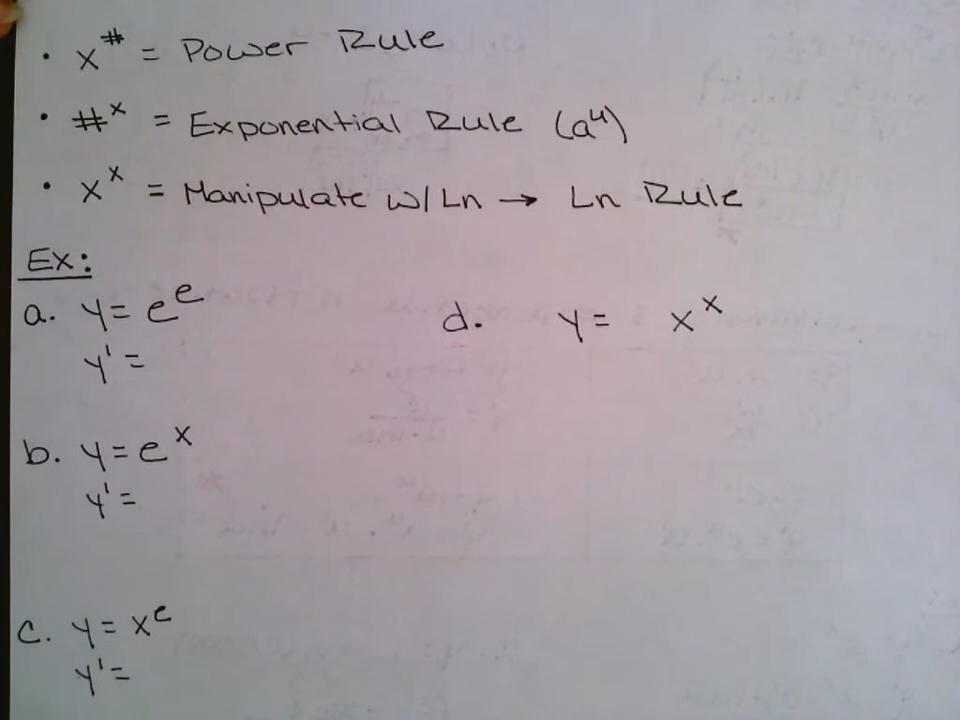 • x^# = Power Rule
• #^x = Exponential Rule (a^u)
• x^x = Manipulate w/ Ln → Ln Rule
Ex:
a. y = e^e
y' =
b. y = e^x
y' =
c. y = x^e
y' =
d. y = x^x